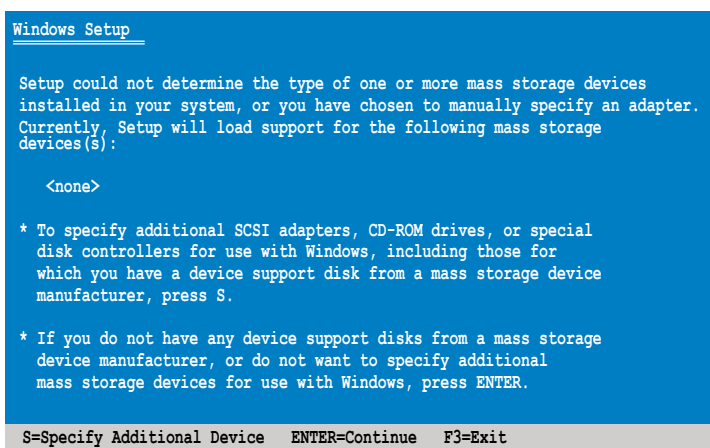 Windows Setup
Setup could not determine the type of one or more mass storage devices
installed in your system, or you have chosen to manually specify an adapter.
Currently, Setup will load support for the following mass storage
devices(s):
<none>
* To specify additional SCSI adapters, CD-ROM drives, or special
disk controllers for use with Windows, including those for
which you have a device support disk from a mass storage device
manufacturer, press S.
* If you do not have any device support disks from a mass storage
device manufacturer, or do not want to specify additional
mass storage devices for use with Windows, press ENTER.
S=Specify Additional Device ENTER=Continue F3=Exit